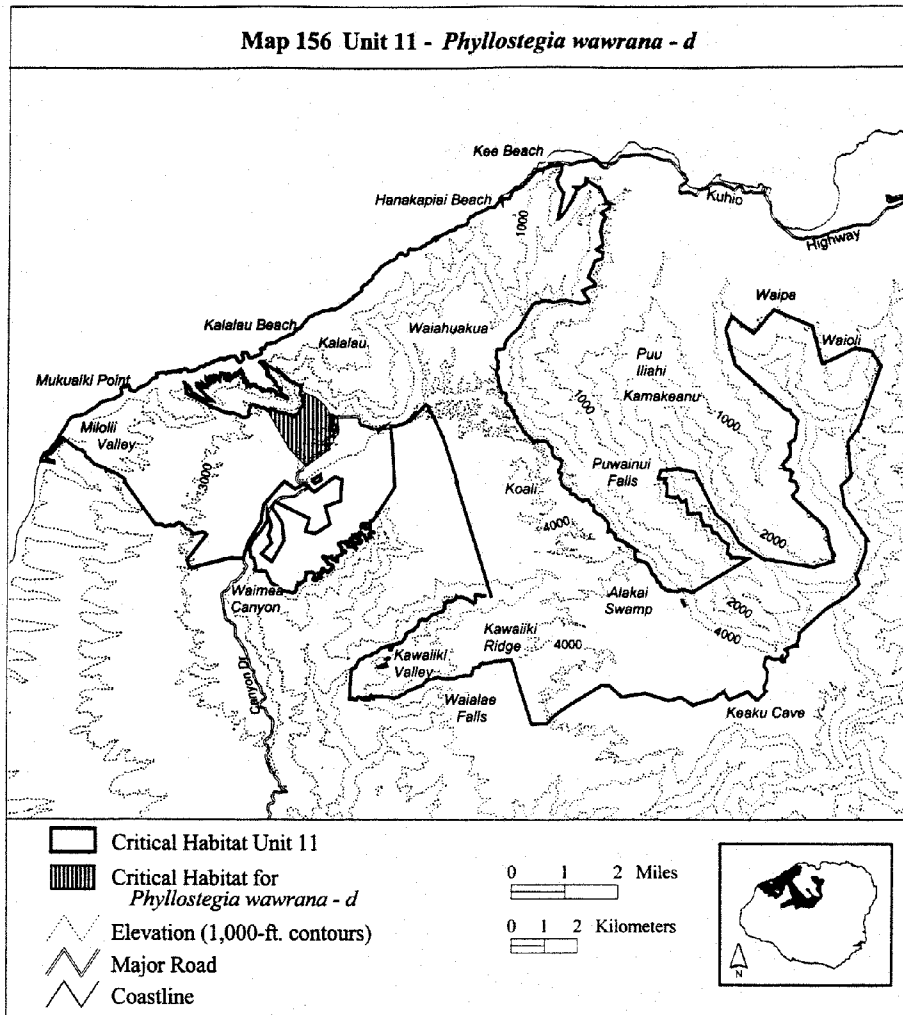 Map 156 Unit 11 - Phyllostegia wawrana - d
Kee Beach
Hanakapiai Beach
1000
Kuhio
Highway
Waipa
Kalalau Beach
Waiahuakua
Waioli
Kalalau
Puu
Iliahi
Mukuaiki Point
Kamakeanu
1000
1000
Milolii
Valley
3000
Puwainui
Falls
Koali
4000
2000
Waimea
Canyon
Alakai
Swamp
2000
Kawaiiki
Ridge
4000
4000
Kawaiiki
Valley
Canyon Dr
Waialae
Falls
Keaku Cave
Critical Habitat Unit 11
Critical Habitat for
Phyllostegia wawrana - d
Elevation (1,000-ft. contours)
Major Road
Coastline
0 1 2 Miles
0 1 2 Kilometers
N